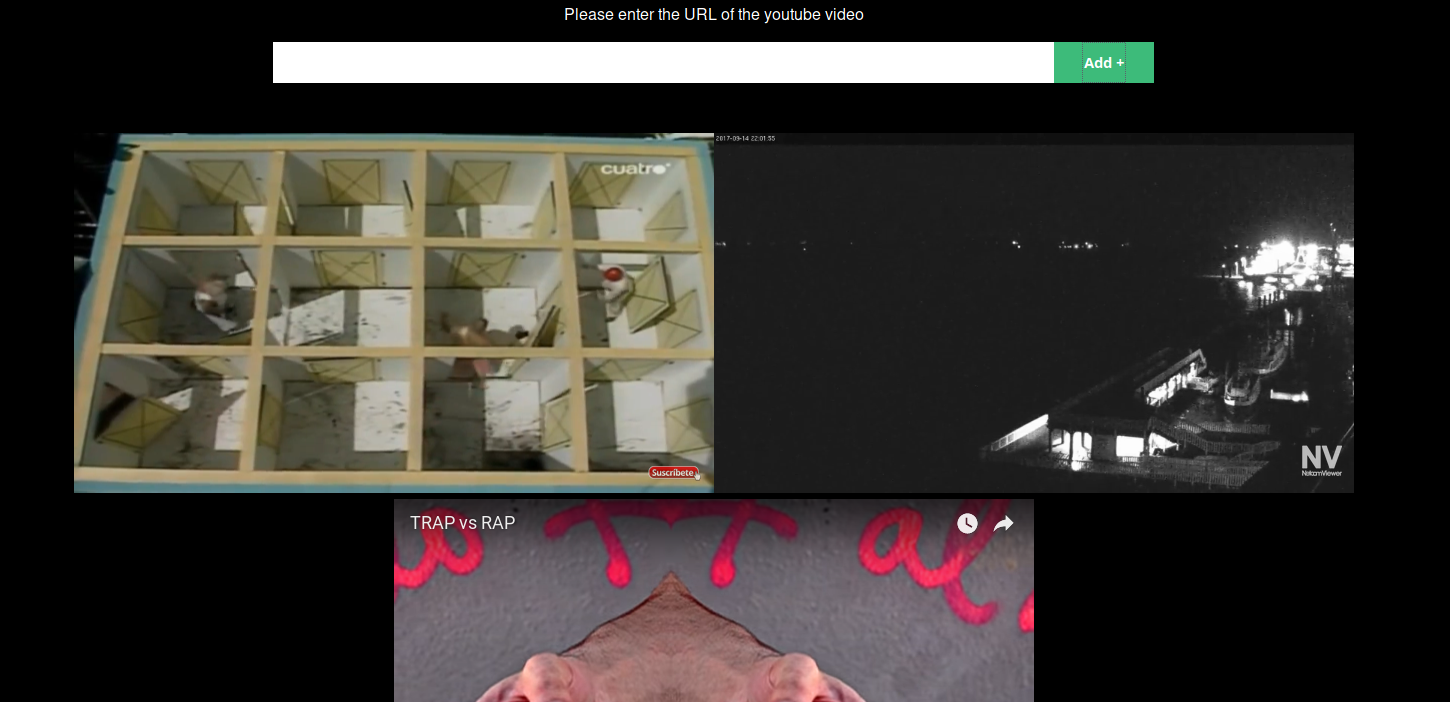 Please enter the URL of the youtube video
Add +
cuatro
2017-09-14 22:01:55
Suscríbete
NV
NetcamViewer
TRAP vs RAP